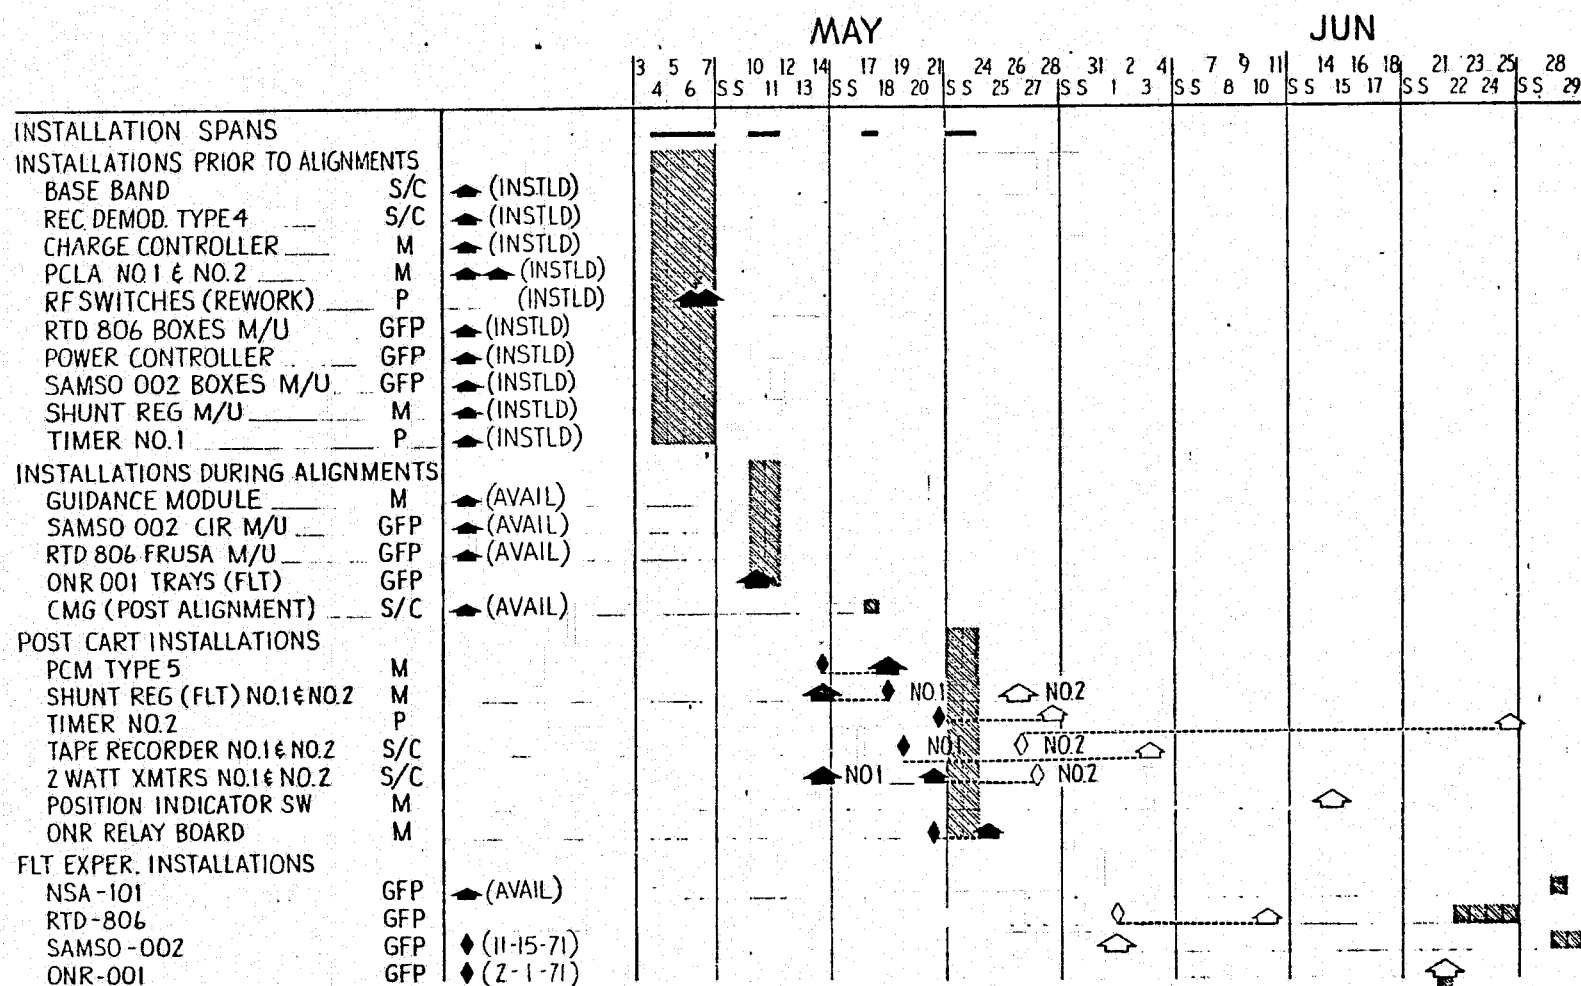 MAY JUN
3 5 7 10 12 14 17 19 21 24 26 28 31 2 4 7 9 11 14 16 18 21 23 25 28
4 6 S S 11 13 S S 18 20 S S 25 27 S S 1 3 S S 8 10 S S 15 17 S S 22 24 S S 29
INSTALLATION SPANS
INSTALLATIONS PRIOR TO ALIGNMENTS
BASE BAND S/C (INSTLD)
REC. DEMOD. TYPE 4 S/C (INSTLD)
CHARGE CONTROLLER M (INSTLD)
PCLA NO.1 & NO.2 M (INSTLD)
RF SWITCHES (REWORK) P (INSTLD)
RTD 806 BOXES M/U GFP (INSTLD)
POWER CONTROLLER GFP (INSTLD)
SAMSO 002 BOXES M/U GFP (INSTLD)
SHUNT REG M/U M (INSTLD)
TIMER NO.1 P (INSTLD)
INSTALLATIONS DURING ALIGNMENTS
GUIDANCE MODULE M (AVAIL)
SAMSO 002 CIR M/U GFP (AVAIL)
RTD 806 FRUSA M/U GFP (AVAIL)
ONR 001 TRAYS (FLT) GFP
CMG (POST ALIGNMENT) S/C (AVAIL)
POST CART INSTALLATIONS
PCM TYPE 5 M
SHUNT REG (FLT) NO.1 & NO.2 M NO.1 NO.2
TIMER NO.2 P
TAPE RECORDER NO.1 & NO.2 S/C NO.1 NO.2
2 WATT XMTRS NO.1 & NO.2 S/C NO1 NO.2
POSITION INDICATOR SW M
ONR RELAY BOARD M
FLT EXPER. INSTALLATIONS
NSA-101 GFP (AVAIL)
RTD-806 GFP
SAMSO-002 GFP (11-15-71)
ONR-001 GFP (2-1-71)